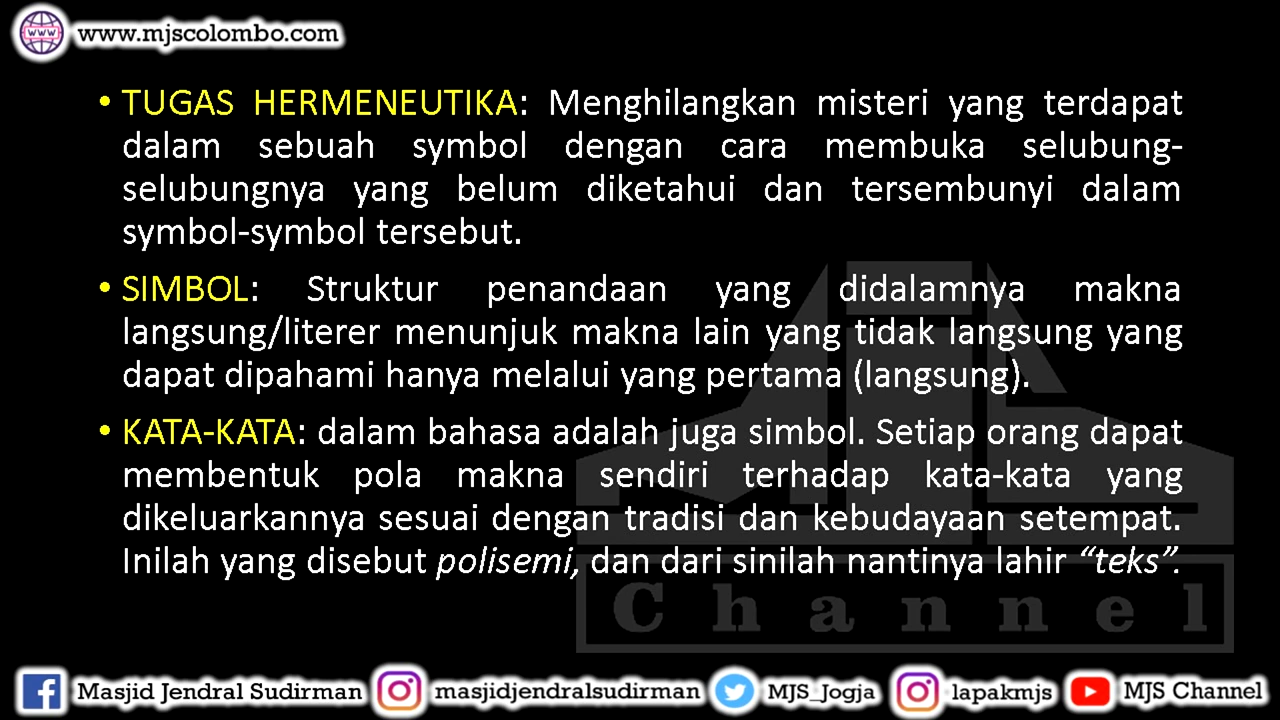 www.mjscolombo.com
• TUGAS HERMENEUTIKA: Menghilangkan misteri yang terdapat
dalam sebuah symbol dengan cara membuka selubung-
selubungnya yang belum diketahui dan tersembunyi dalam
symbol-symbol tersebut.
• SIMBOL: Struktur penandaan yang didalamnya makna
langsung/literer menunjuk makna lain yang tidak langsung yang
dapat dipahami hanya melalui yang pertama (langsung).
• KATA-KATA: dalam bahasa adalah juga simbol. Setiap orang dapat
membentuk pola makna sendiri terhadap kata-kata yang
dikeluarkannya sesuai dengan tradisi dan kebudayaan setempat.
Inilah yang disebut polisemi, dan dari sinilah nantinya lahir “teks”.
MJS
Channel
Masjid Jendral Sudirman masjidjendralsudirman MJS_Jogja lapakmjs MJS Channel